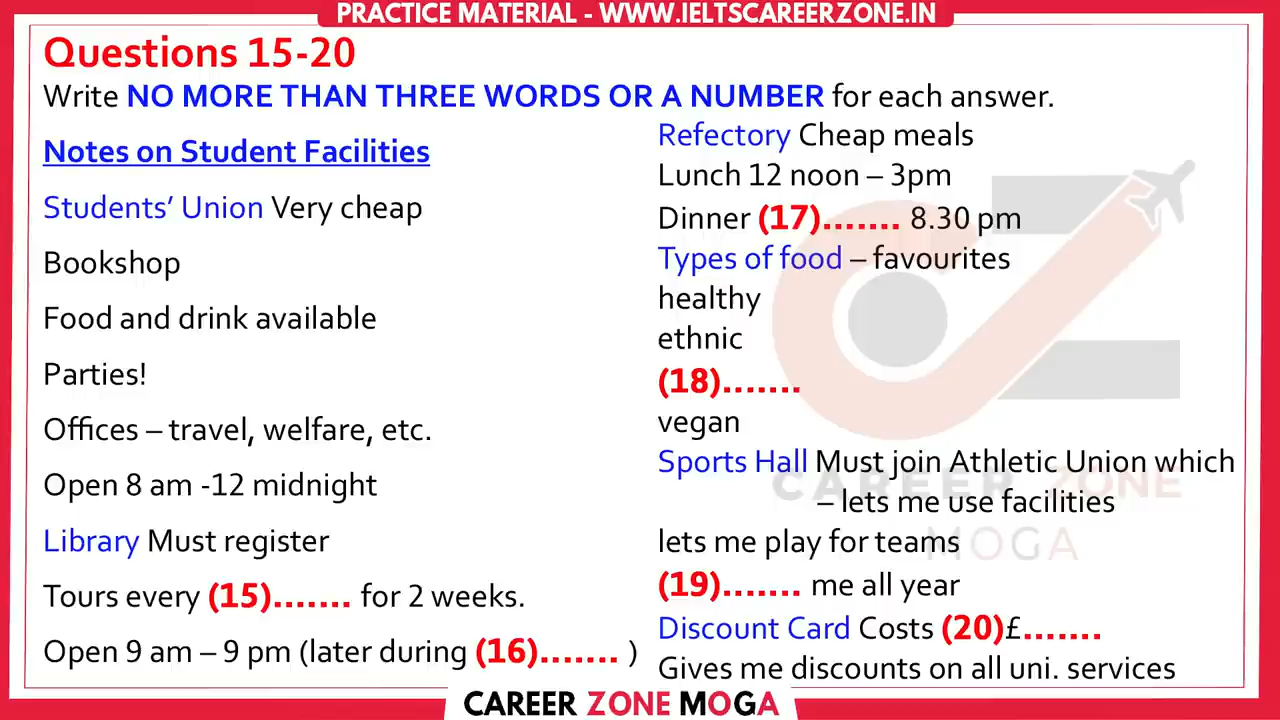 PRACTICE MATERIAL - WWW.IELTSCAREERZONE.IN
Questions 15-20
Write NO MORE THAN THREE WORDS OR A NUMBER for each answer.
Notes on Student Facilities
Students’ Union Very cheap
Bookshop
Food and drink available
Parties!
Offices – travel, welfare, etc.
Open 8 am -12 midnight
Library Must register
Tours every (15)....... for 2 weeks.
Open 9 am – 9 pm (later during (16)....... )
Refectory Cheap meals
Lunch 12 noon – 3pm
Dinner (17)....... 8.30 pm
Types of food – favourites
healthy
ethnic
(18).......
vegan
Sports Hall Must join Athletic Union which
– lets me use facilities
lets me play for teams
(19)....... me all year
Discount Card Costs (20)£.......
Gives me discounts on all uni. services
CAREER ZONE
MOGA
CAREER ZONE MOGA